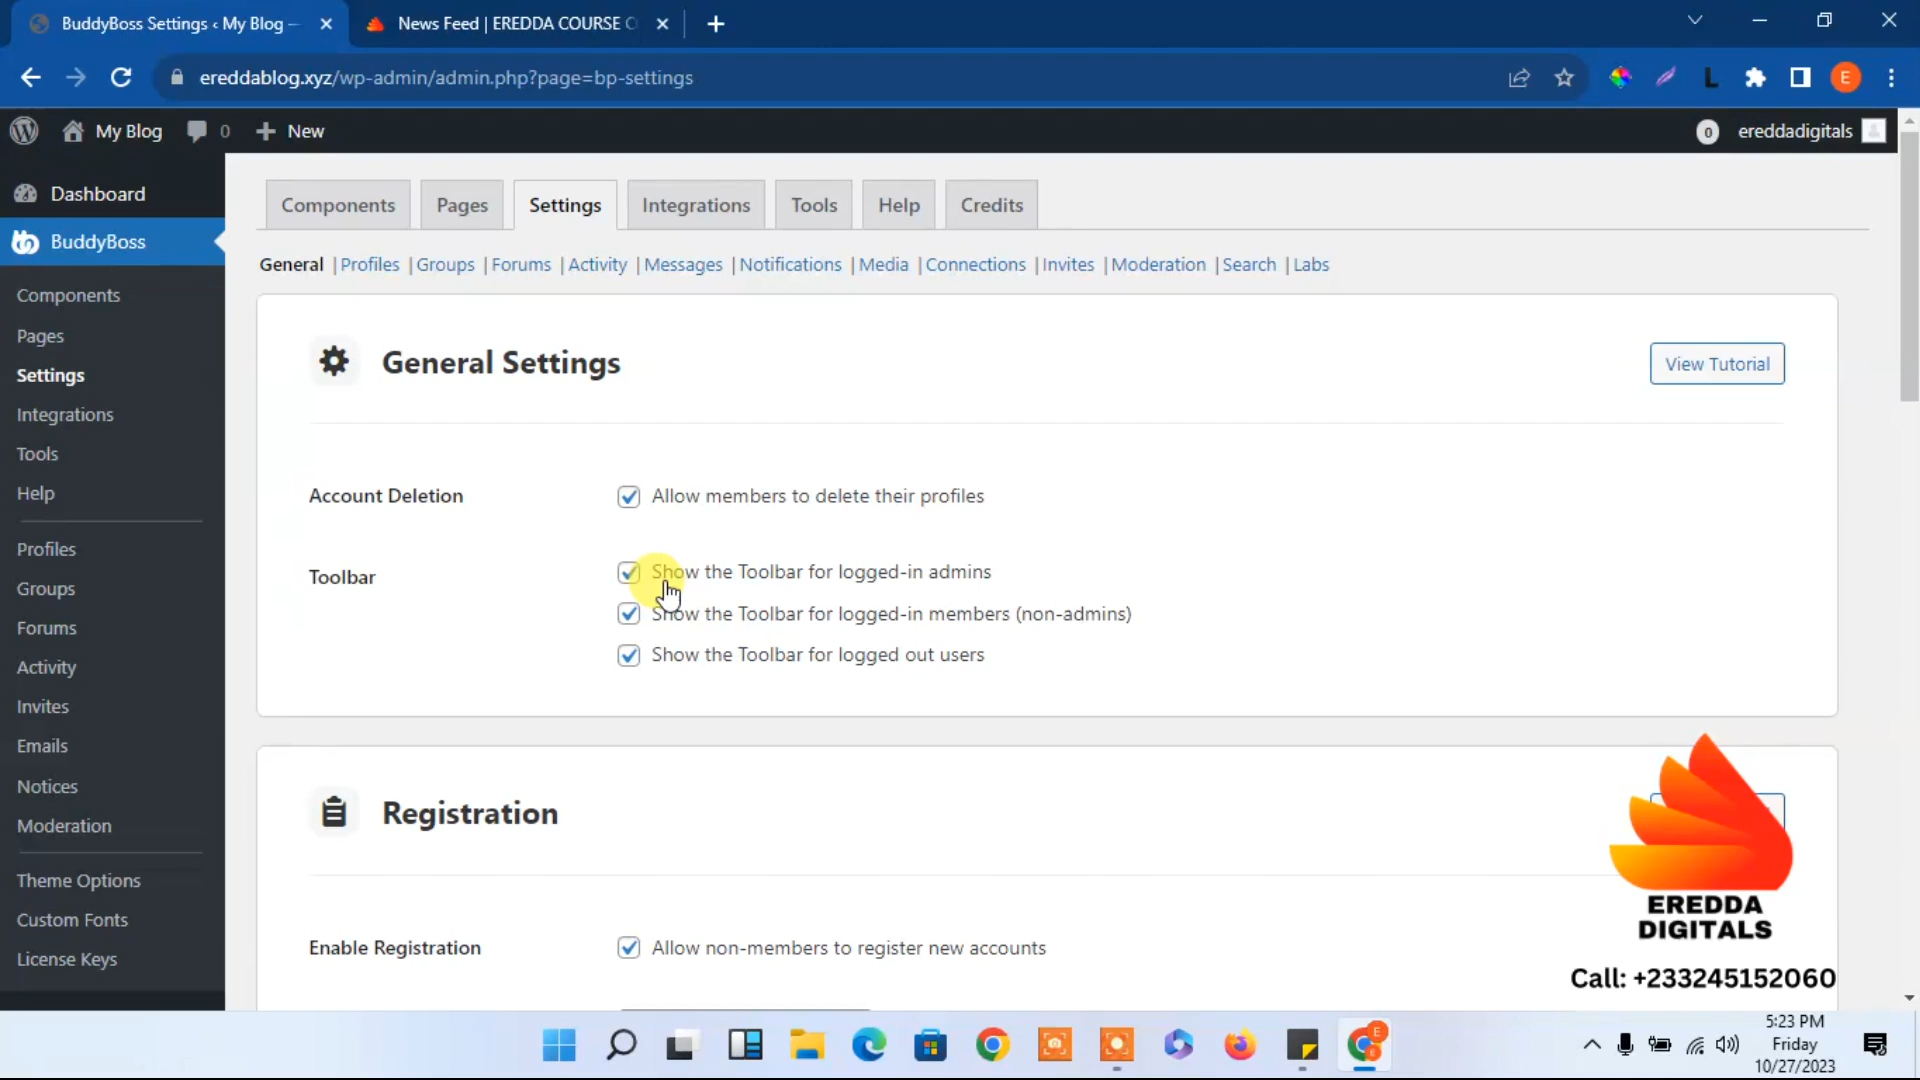 BuddyBoss Settings ‹ My Blog —
News Feed | EREDDA COURSE
ereddablog.xyz/wp-admin/admin.php?page=bp-settings
L
E
My Blog
0
New
0
ereddadigitals
Dashboard
BuddyBoss
Components
Pages
Settings
Integrations
Tools
Help
Profiles
Groups
Forums
Activity
Invites
Emails
Notices
Moderation
Theme Options
Custom Fonts
License Keys
Components Pages Settings Integrations Tools Help Credits
General | Profiles | Groups | Forums | Activity | Messages | Notifications | Media | Connections | Invites | Moderation | Search | Labs
General Settings
View Tutorial
Account Deletion
Allow members to delete their profiles
Toolbar
Show the Toolbar for logged-in admins
Show the Toolbar for logged-in members (non-admins)
Show the Toolbar for logged out users
Registration
Enable Registration
Allow non-members to register new accounts
EREDDA
DIGITALS
Call: +233245152060
5:23 PM
Friday
10/27/2023